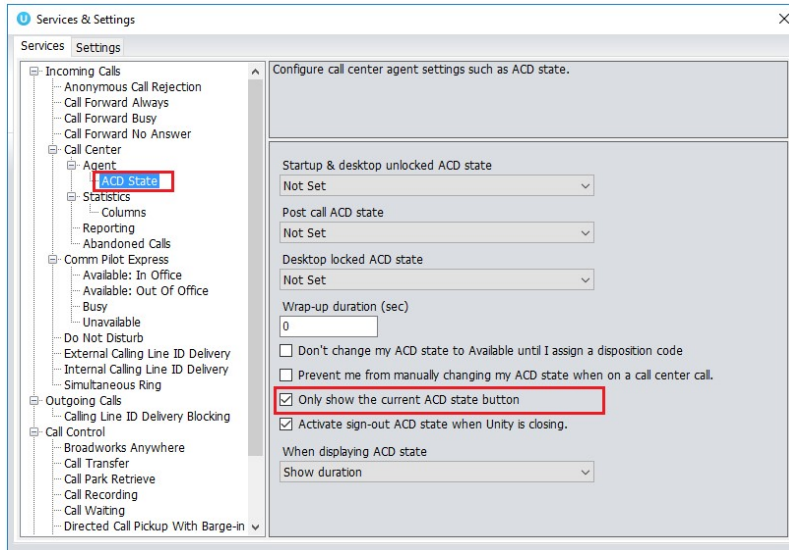 Services & Settings
Services Settings
Incoming Calls
Anonymous Call Rejection
Call Forward Always
Call Forward Busy
Call Forward No Answer
Call Center
Agent
ACD State
Statistics
Columns
Reporting
Abandoned Calls
Comm Pilot Express
Available: In Office
Available: Out Of Office
Busy
Unavailable
Do Not Disturb
External Calling Line ID Delivery
Internal Calling Line ID Delivery
Simultaneous Ring
Outgoing Calls
Calling Line ID Delivery Blocking
Call Control
Broadworks Anywhere
Call Transfer
Call Park Retrieve
Call Recording
Call Waiting
Directed Call Pickup With Barge-in
Configure call center agent settings such as ACD state.
Startup & desktop unlocked ACD state
Not Set
Post call ACD state
Not Set
Desktop locked ACD state
Not Set
Wrap-up duration (sec)
0
Don't change my ACD state to Available until I assign a disposition code
Prevent me from manually changing my ACD state when on a call center call.
Only show the current ACD state button
Activate sign-out ACD state when Unity is closing.
When displaying ACD state
Show duration